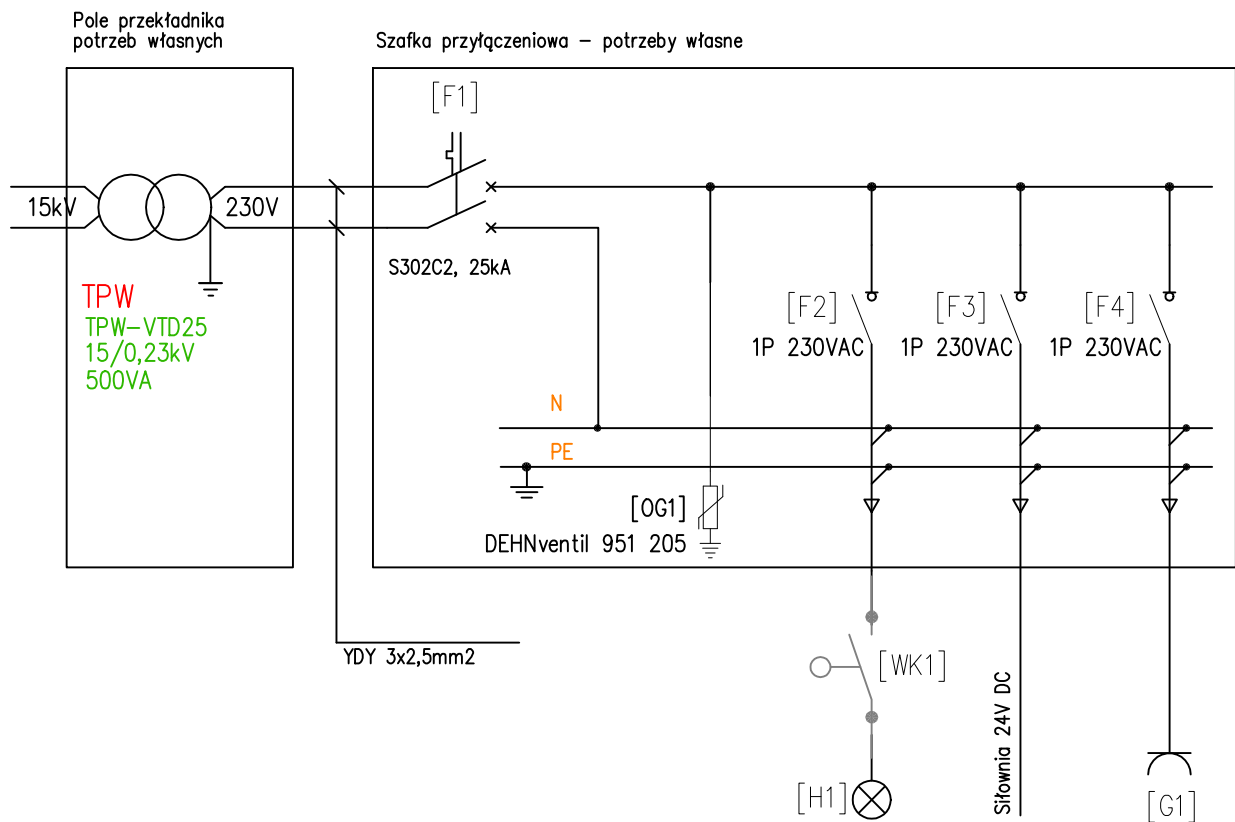 Pole przekładnika
potrzeb własnych
Szafka przyłączeniowa – potrzeby własne
[F1]
15kV
230V
S302C2, 25kA
TPW
TPW–VTD25
15/0,23kV
500VA
[F2]
1P 230VAC
[F3]
1P 230VAC
[F4]
1P 230VAC
N
PE
[OG1]
DEHNventil 951 205
YDY 3x2,5mm2
[WK1]
Siłownia 24V DC
[H1]
[G1]